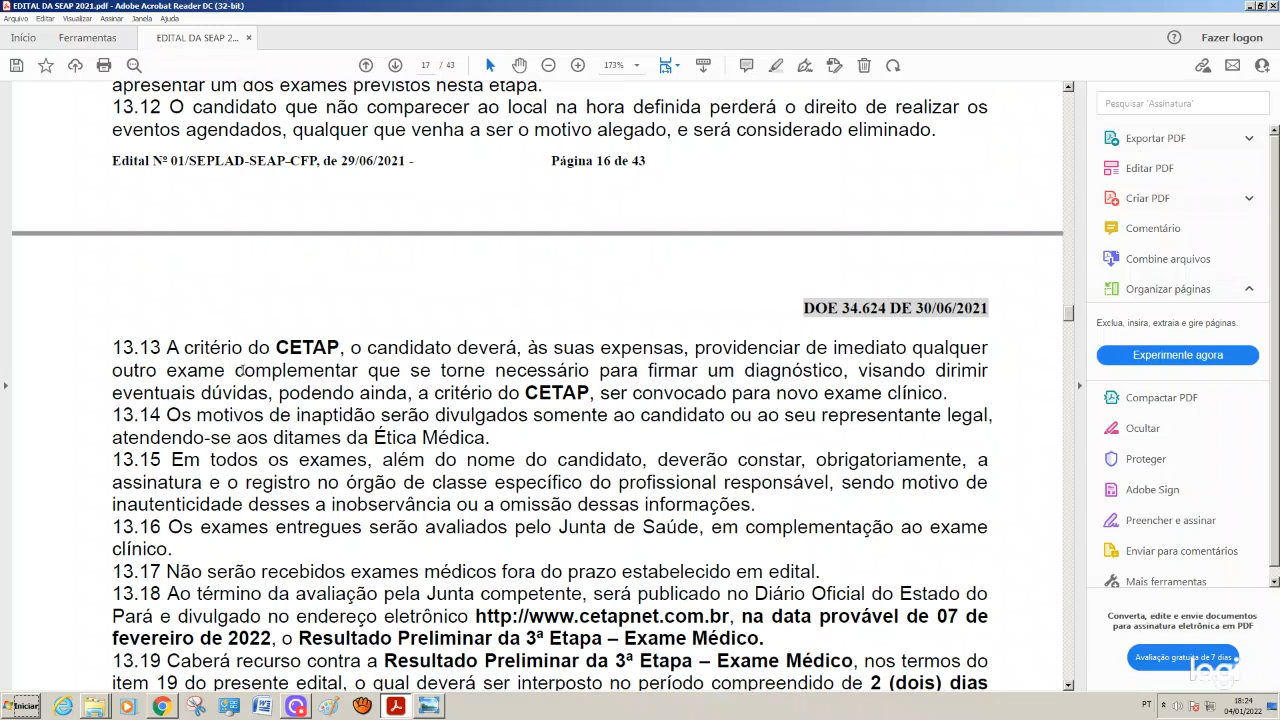 EDITAL DA SEAP 2021.pdf - Adobe Acrobat Reader DC (32-bit)
Arquivo Editar Visualizar Assinar Janela Ajuda
Início Ferramentas EDITAL DA SEAP 2... × Fazer logon
17 / 43 173%
apresentar um dos exames previstos nesta etapa.
13.12 O candidato que não comparecer ao local na hora definida perderá o direito de realizar os
eventos agendados, qualquer que venha a ser o motivo alegado, e será considerado eliminado.
Edital Nº 01/SEPLAD-SEAP-CFP, de 29/06/2021 - Página 16 de 43
DOE 34.624 DE 30/06/2021
13.13 A critério do CETAP, o candidato deverá, às suas expensas, providenciar de imediato qualquer
outro exame complementar que se torne necessário para firmar um diagnóstico, visando dirimir
eventuais dúvidas, podendo ainda, a critério do CETAP, ser convocado para novo exame clínico.
13.14 Os motivos de inaptidão serão divulgados somente ao candidato ou ao seu representante legal,
atendendo-se aos ditames da Ética Médica.
13.15 Em todos os exames, além do nome do candidato, deverão constar, obrigatoriamente, a
assinatura e o registro no órgão de classe específico do profissional responsável, sendo motivo de
inautenticidade desses a inobservância ou a omissão dessas informações.
13.16 Os exames entregues serão avaliados pelo Junta de Saúde, em complementação ao exame
clínico.
13.17 Não serão recebidos exames médicos fora do prazo estabelecido em edital.
13.18 Ao término da avaliação pela Junta competente, será publicado no Diário Oficial do Estado do
Pará e divulgado no endereço eletrônico http://www.cetapnet.com.br, na data provável de 07 de
fevereiro de 2022, o Resultado Preliminar da 3ª Etapa – Exame Médico.
13.19 Caberá recurso contra a Resultado Preliminar da 3ª Etapa – Exame Médico, nos termos do
item 19 do presente edital, o qual deverá ser interposto no período compreendido de 2 (dois) dias
Pesquisar 'Assinatura'
Exportar PDF
Editar PDF
Criar PDF
Comentário
Combine arquivos
Organizar páginas
Exclua, insira, extraia e gire páginas.
Experimente agora
Compactar PDF
Ocultar
Proteger
Adobe Sign
Preencher e assinar
Enviar para comentários
Mais ferramentas
Converta, edite e envie documentos
para assinatura eletrônica em PDF
Avaliação gratuita de 7 dias
Iniciar
PT
18:24
04/01/2022